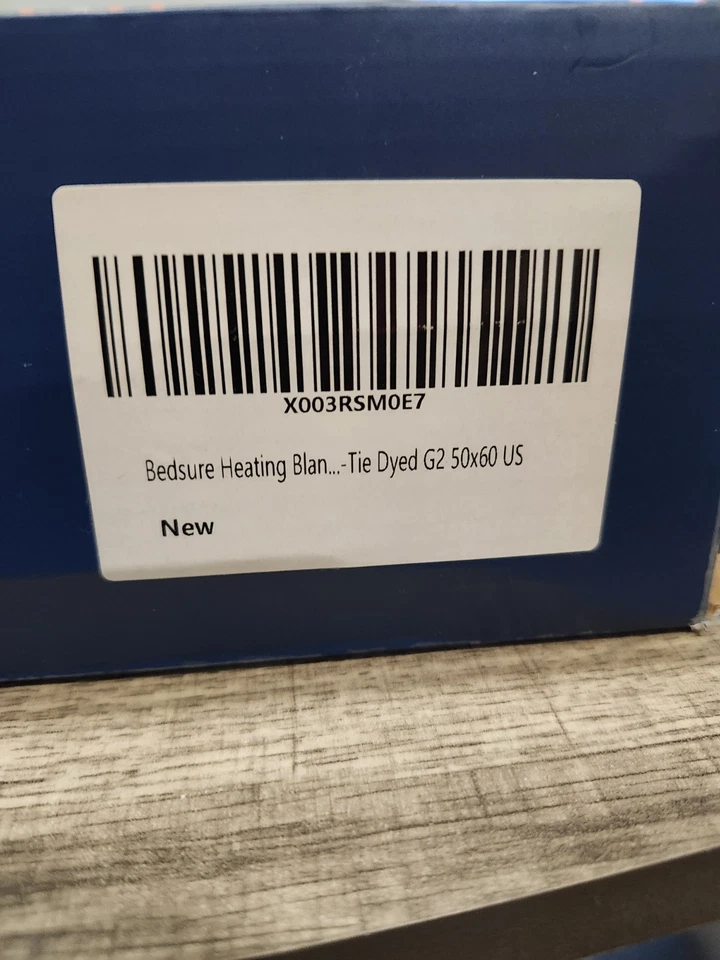 X003RSM0E7
Bedsure Heating Blan...-Tie Dyed G2 50x60 US
New